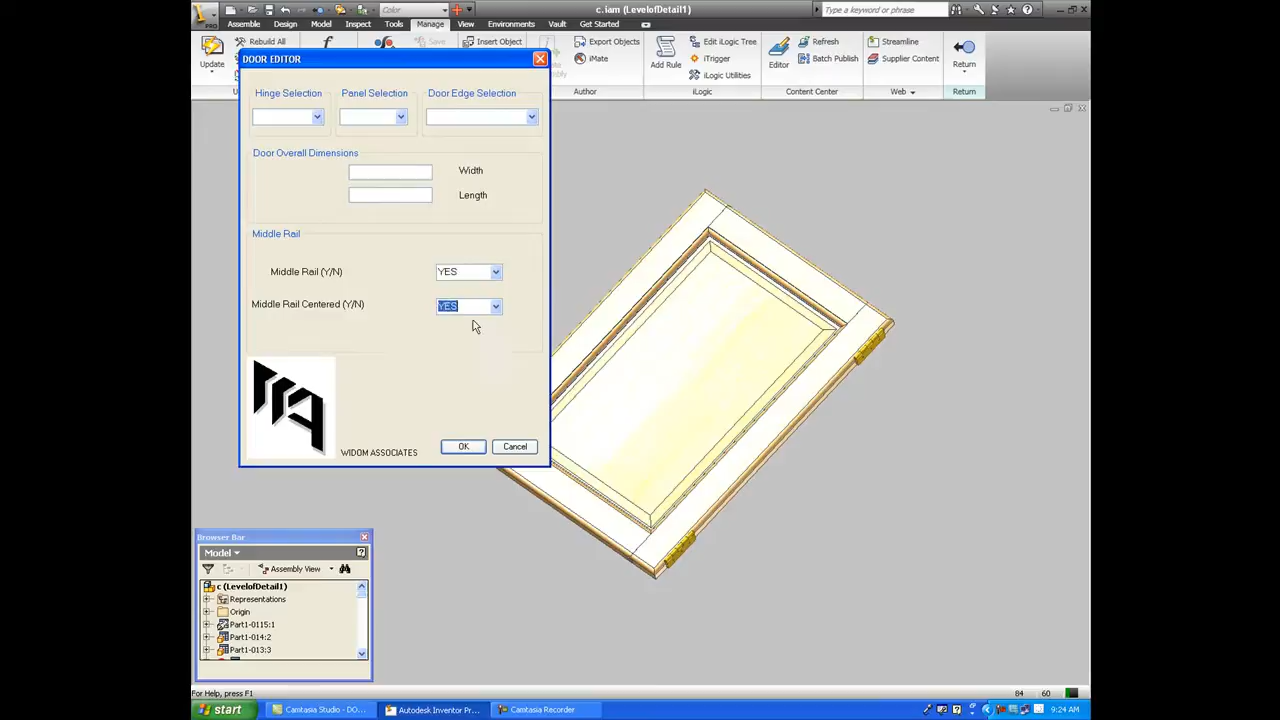 PRO
Color
c.iam (LevelofDetail1)
Type a keyword or phrase
Assemble Design Model Inspect Tools Manage View Environments Vault Get Started
Update
Rebuild All
Save
Insert Object
Export Objects
iMate
Author
Add Rule
Edit iLogic Tree
iTrigger
iLogic Utilities
iLogic
Editor
Refresh
Batch Publish
Content Center
Streamline
Supplier Content
Web
Return
Return
DOOR EDITOR
Hinge Selection Panel Selection Door Edge Selection
Door Overall Dimensions
Width
Length
Middle Rail
Middle Rail (Y/N) YES
Middle Rail Centered (Y/N) YES
WIDOM ASSOCIATES
OK Cancel
Browser Bar
Model
Assembly View
c (LevelofDetail1)
Representations
Origin
Part1-0115:1
Part1-014:2
Part1-013:3
For Help, press F1
84 60
start
Camtasia Studio - DO...
Autodesk Inventor Pr...
Camtasia Recorder
9:24 AM